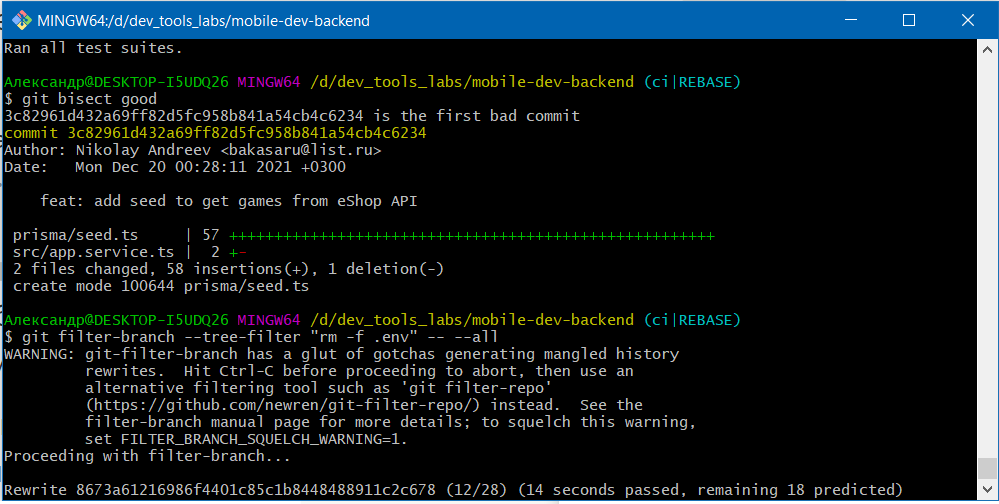 MINGW64:/d/dev_tools_labs/mobile-dev-backend
Ran all test suites.
Александр@DESKTOP-I5UDQ26 MINGW64 /d/dev_tools_labs/mobile-dev-backend (ci|REBASE)
$ git bisect good
3c82961d432a69ff82d5fc958b841a54cb4c6234 is the first bad commit
commit 3c82961d432a69ff82d5fc958b841a54cb4c6234
Author: Nikolay Andreev <bakasaru@list.ru>
Date:   Mon Dec 20 00:28:11 2021 +0300
    feat: add seed to get games from eShop API
 prisma/seed.ts     | 57 ++++++++++++++++++++++++++++++++++++++++++++++++++++++
 src/app.service.ts |  2 +-
 2 files changed, 58 insertions(+), 1 deletion(-)
 create mode 100644 prisma/seed.ts
Александр@DESKTOP-I5UDQ26 MINGW64 /d/dev_tools_labs/mobile-dev-backend (ci|REBASE)
$ git filter-branch --tree-filter "rm -f .env" -- --all
WARNING: git-filter-branch has a glut of gotchas generating mangled history
         rewrites.  Hit Ctrl-C before proceeding to abort, then use an
         alternative filtering tool such as 'git filter-repo'
         (https://github.com/newren/git-filter-repo/) instead.  See the
         filter-branch manual page for more details; to squelch this warning,
         set FILTER_BRANCH_SQUELCH_WARNING=1.
Proceeding with filter-branch...
Rewrite 8673a61216986f4401c85c1b8448488911c2c678 (12/28) (14 seconds passed, remaining 18 predicted)